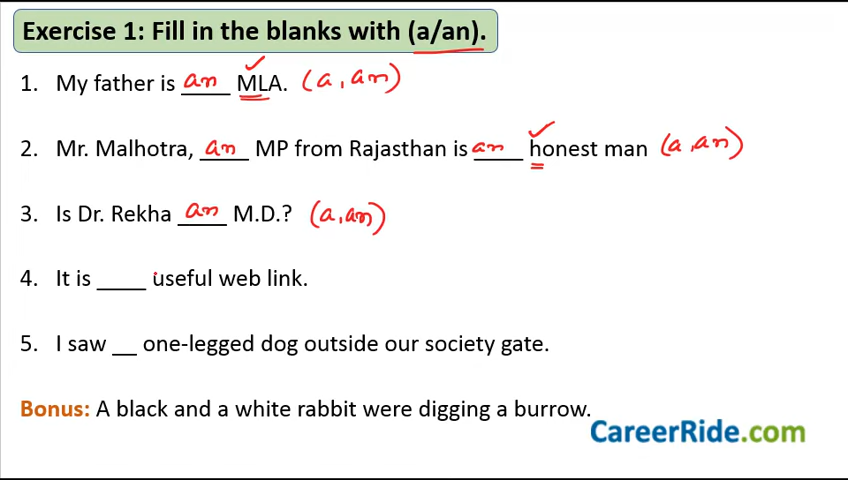 Exercise 1: Fill in the blanks with (a/an).
1. My father is an MLA. (a, an)
2. Mr. Malhotra, an MP from Rajasthan is an honest man (a, an)
3. Is Dr. Rekha an M.D.? (a, an)
4. It is ____ useful web link.
5. I saw __ one-legged dog outside our society gate.
Bonus: A black and a white rabbit were digging a burrow.
CareerRide.com